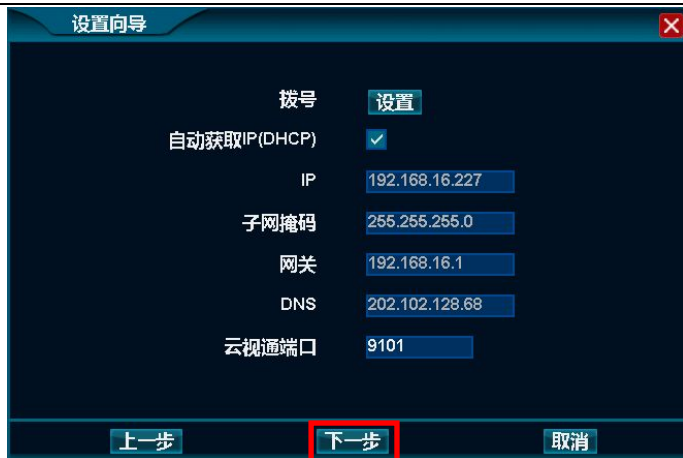 设置向导
拨号 设置
自动获取IP(DHCP)
IP 192.168.16.227
子网掩码 255.255.255.0
网关 192.168.16.1
DNS 202.102.128.68
云视通端口 9101
上一步 下一步 取消